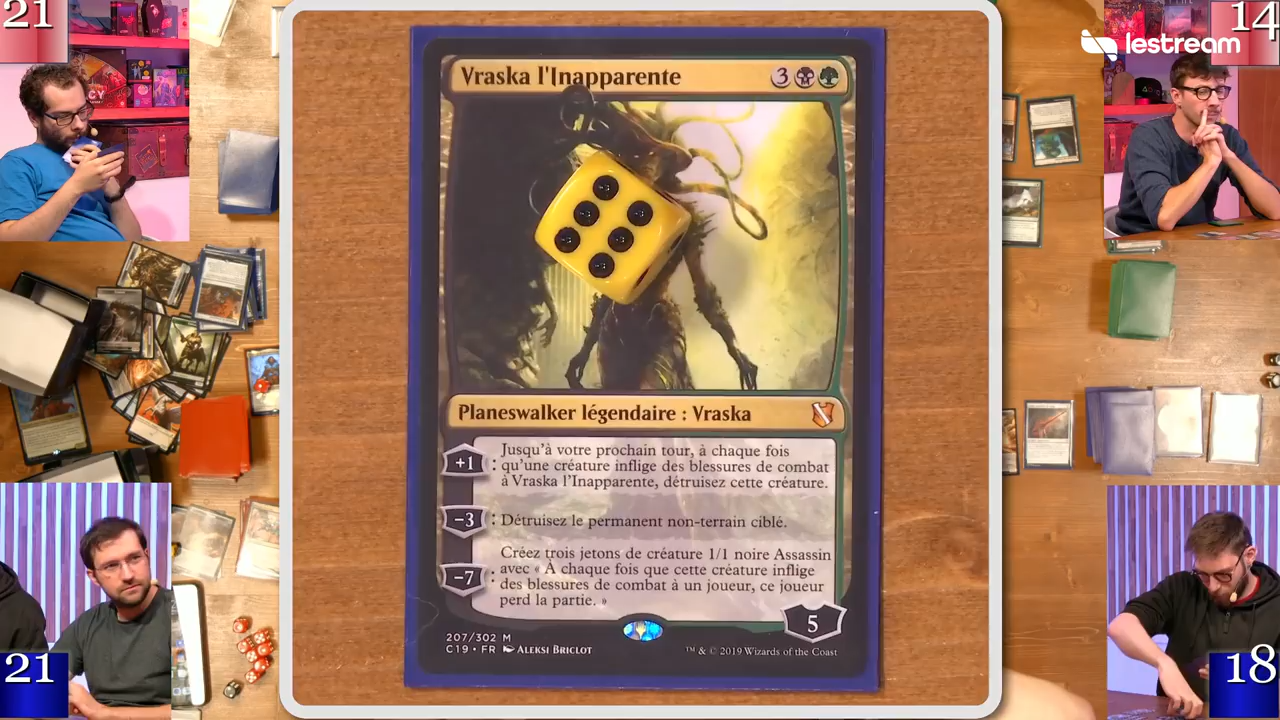 21
14
lestream
Vraska l'Inapparente
3
Planeswalker légendaire : Vraska
+1 : Jusqu'à votre prochain tour, à chaque fois
qu'une créature inflige des blessures de combat
à Vraska l'Inapparente, détruisez cette créature.
-3 : Détruisez le permanent non-terrain ciblé.
Créez trois jetons de créature 1/1 noire Assassin
avec « À chaque fois que cette créature inflige
-7 : des blessures de combat à un joueur, ce joueur
perd la partie. »
5
207/302 M
C19 • FR ALEKSI BRICLOT
™ & © 2019 Wizards of the Coast
21
18